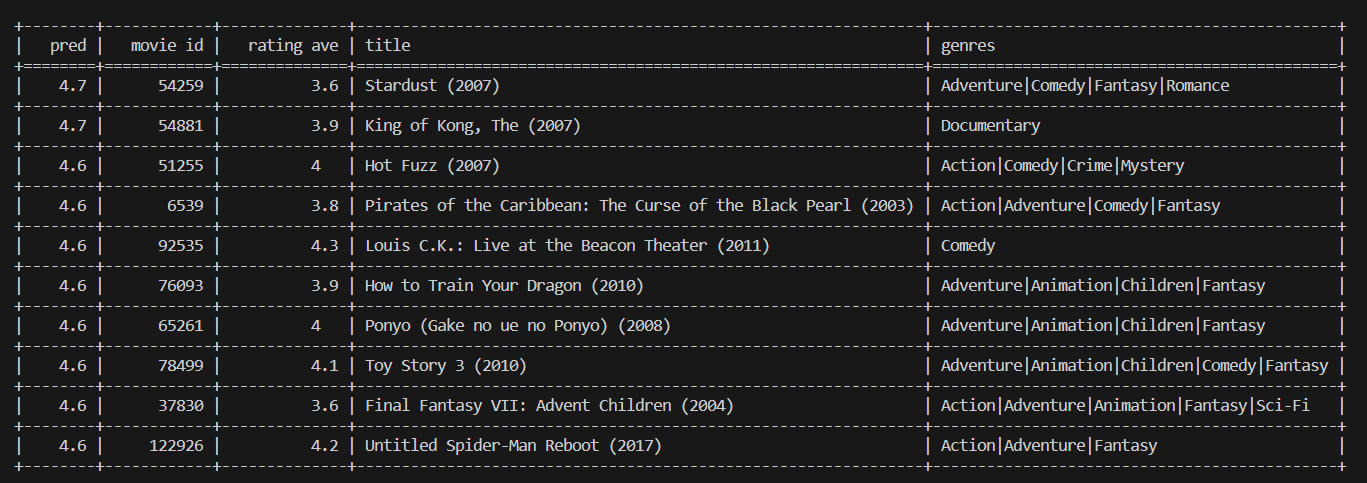 +--------+------------+--------------+---------------------------------------------------------------+---------------------------------------------+
|   pred |   movie id |   rating ave | title                                                         | genres                                      |
+========+============+==============+===============================================================+=============================================+
|    4.7 |      54259 |          3.6 | Stardust (2007)                                               | Adventure|Comedy|Fantasy|Romance            |
+--------+------------+--------------+---------------------------------------------------------------+---------------------------------------------+
|    4.7 |      54881 |          3.9 | King of Kong, The (2007)                                      | Documentary                                 |
+--------+------------+--------------+---------------------------------------------------------------+---------------------------------------------+
|    4.6 |      51255 |          4   | Hot Fuzz (2007)                                               | Action|Comedy|Crime|Mystery                 |
+--------+------------+--------------+---------------------------------------------------------------+---------------------------------------------+
|    4.6 |       6539 |          3.8 | Pirates of the Caribbean: The Curse of the Black Pearl (2003) | Action|Adventure|Comedy|Fantasy             |
+--------+------------+--------------+---------------------------------------------------------------+---------------------------------------------+
|    4.6 |      92535 |          4.3 | Louis C.K.: Live at the Beacon Theater (2011)                 | Comedy                                      |
+--------+------------+--------------+---------------------------------------------------------------+---------------------------------------------+
|    4.6 |      76093 |          3.9 | How to Train Your Dragon (2010)                               | Adventure|Animation|Children|Fantasy        |
+--------+------------+--------------+---------------------------------------------------------------+---------------------------------------------+
|    4.6 |      65261 |          4   | Ponyo (Gake no ue no Ponyo) (2008)                            | Adventure|Animation|Children|Fantasy        |
+--------+------------+--------------+---------------------------------------------------------------+---------------------------------------------+
|    4.6 |      78499 |          4.1 | Toy Story 3 (2010)                                            | Adventure|Animation|Children|Comedy|Fantasy |
+--------+------------+--------------+---------------------------------------------------------------+---------------------------------------------+
|    4.6 |      37830 |          3.6 | Final Fantasy VII: Advent Children (2004)                     | Action|Adventure|Animation|Fantasy|Sci-Fi   |
+--------+------------+--------------+---------------------------------------------------------------+---------------------------------------------+
|    4.6 |     122926 |          4.2 | Untitled Spider-Man Reboot (2017)                             | Action|Adventure|Fantasy                    |
+--------+------------+--------------+---------------------------------------------------------------+---------------------------------------------+